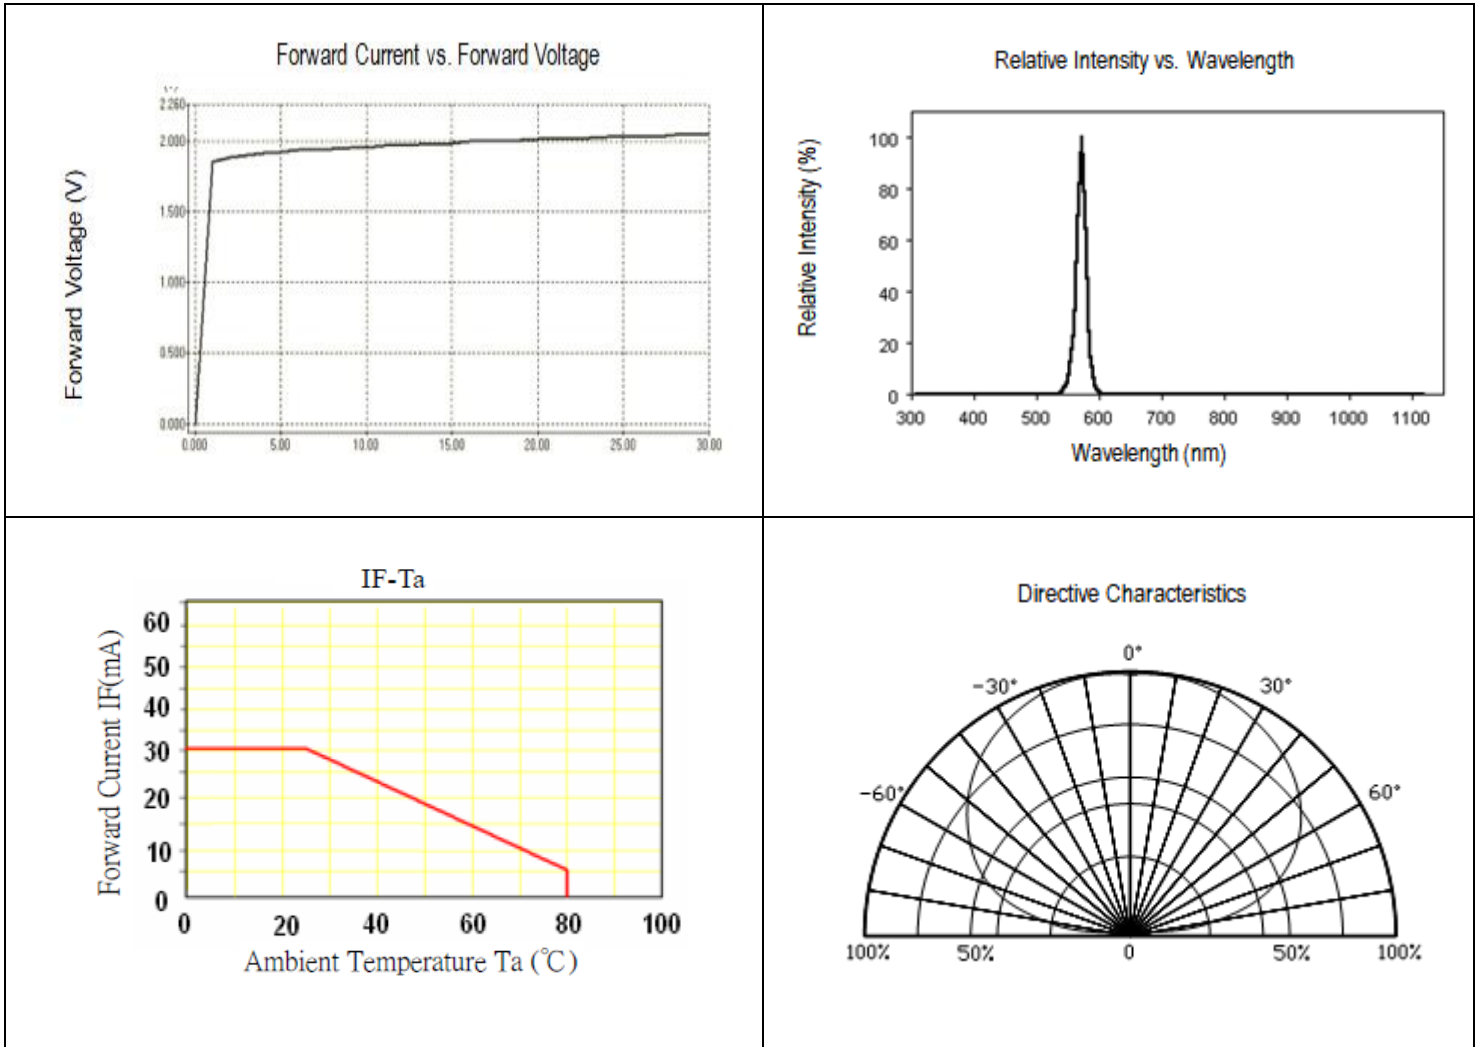 Forward Current vs. Forward Voltage
Forward Voltage (V)
2.260
2.000
1.500
1.000
0.500
0.000
0.000 5.00 10.00 15.00 20.00 25.00 30.00
Relative Intensity vs. Wavelength
Relative Intensity (%)
100
80
60
40
20
0
300 400 500 600 700 800 900 1000 1100
Wavelength (nm)
IF-Ta
Forward Current IF(mA)
60
50
40
30
20
10
0
0 20 40 60 80 100
Ambient Temperature Ta (℃)
Directive Characteristics
0°
-30° 30°
-60° 60°
100% 50% 0 50% 100%